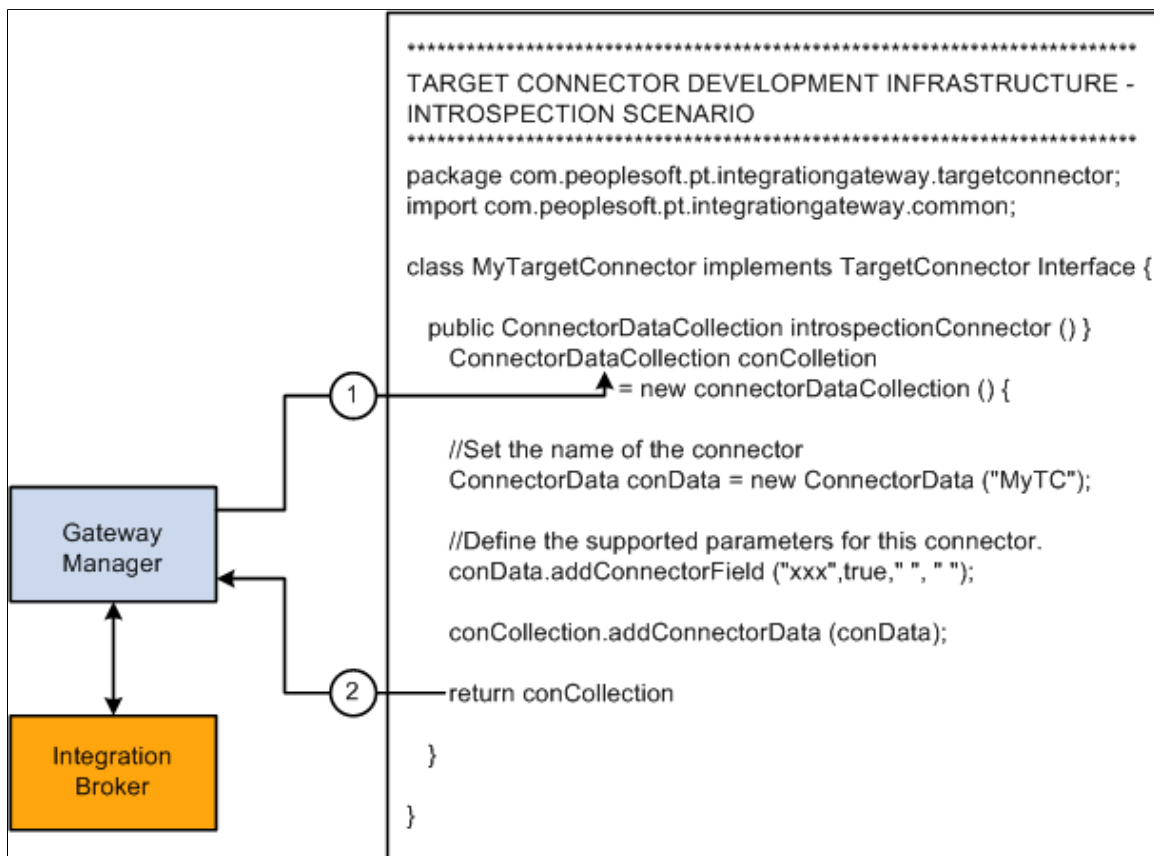 **************************************************************************
TARGET CONNECTOR DEVELOPMENT INFRASTRUCTURE -
INTROSPECTION SCENARIO
**************************************************************************
package com.peoplesoft.pt.integrationgateway.targetconnector;
import com.peoplesoft.pt.integrationgateway.common;
class MyTargetConnector implements TargetConnector Interface {
public ConnectorDataCollection introspectionConnector () }
ConnectorDataCollection conColletion
1
= new connectorDataCollection () {
//Set the name of the connector
ConnectorData conData = new ConnectorData ("MyTC");
Gateway
Manager
//Define the supported parameters for this connector.
conData.addConnectorField ("xxx",true," ", " ");
conCollection.addConnectorData (conData);
2
return conCollection
Integration
Broker
}
}